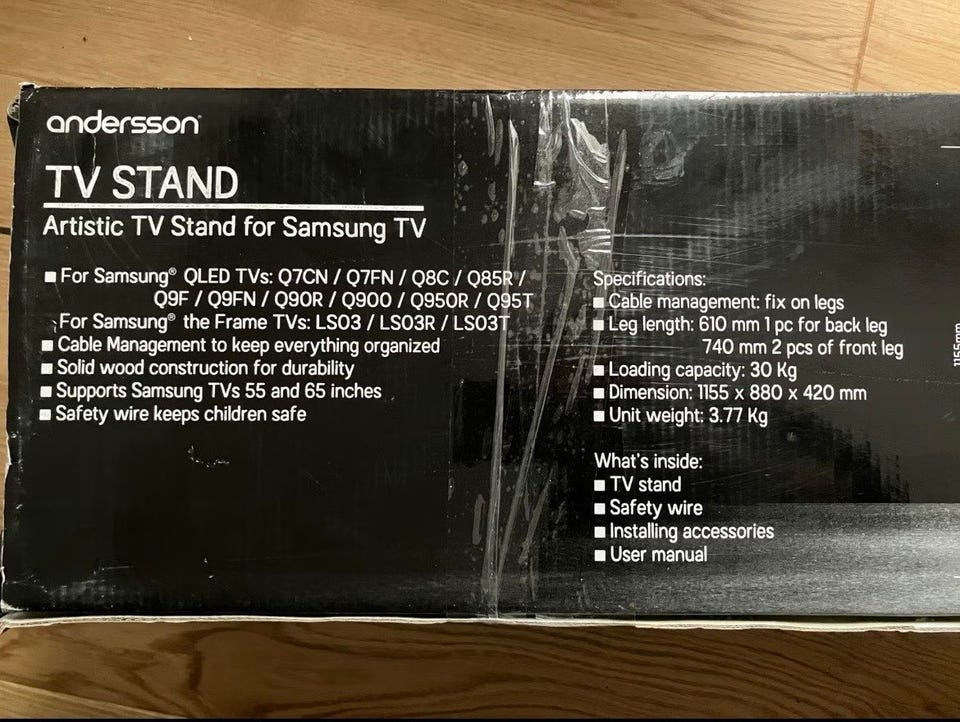 andersson®
TV STAND
Artistic TV Stand for Samsung TV
■ For Samsung® QLED TVs: Q7CN / Q7FN / Q8C / Q85R /
Q9F / Q9FN / Q90R / Q900 / Q950R / Q95T
For Samsung® the Frame TVs: LS03 / LS03R / LS03T
■ Cable Management to keep everything organized
■ Solid wood construction for durability
■ Supports Samsung TVs 55 and 65 inches
■ Safety wire keeps children safe
Specifications:
■ Cable management: fix on legs
■ Leg length: 610 mm 1 pc for back leg
740 mm 2 pcs of front leg
■ Loading capacity: 30 Kg
■ Dimension: 1155 x 880 x 420 mm
■ Unit weight: 3.77 Kg
What's inside:
■ TV stand
■ Safety wire
■ Installing accessories
■ User manual
1155mm